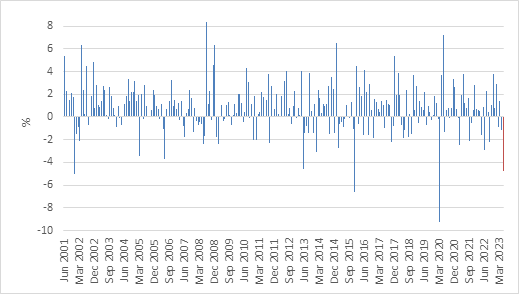 8
6
4
2
0
-2
-4
-6
-8
-10
%
Jun 2001
Mar 2002
Dec 2002
Sep 2003
Jun 2004
Mar 2005
Dec 2005
Sep 2006
Jun 2007
Mar 2008
Dec 2008
Sep 2009
Jun 2010
Mar 2011
Dec 2011
Sep 2012
Jun 2013
Mar 2014
Dec 2014
Sep 2015
Jun 2016
Mar 2017
Dec 2017
Sep 2018
Jun 2019
Mar 2020
Dec 2020
Sep 2021
Jun 2022
Mar 2023